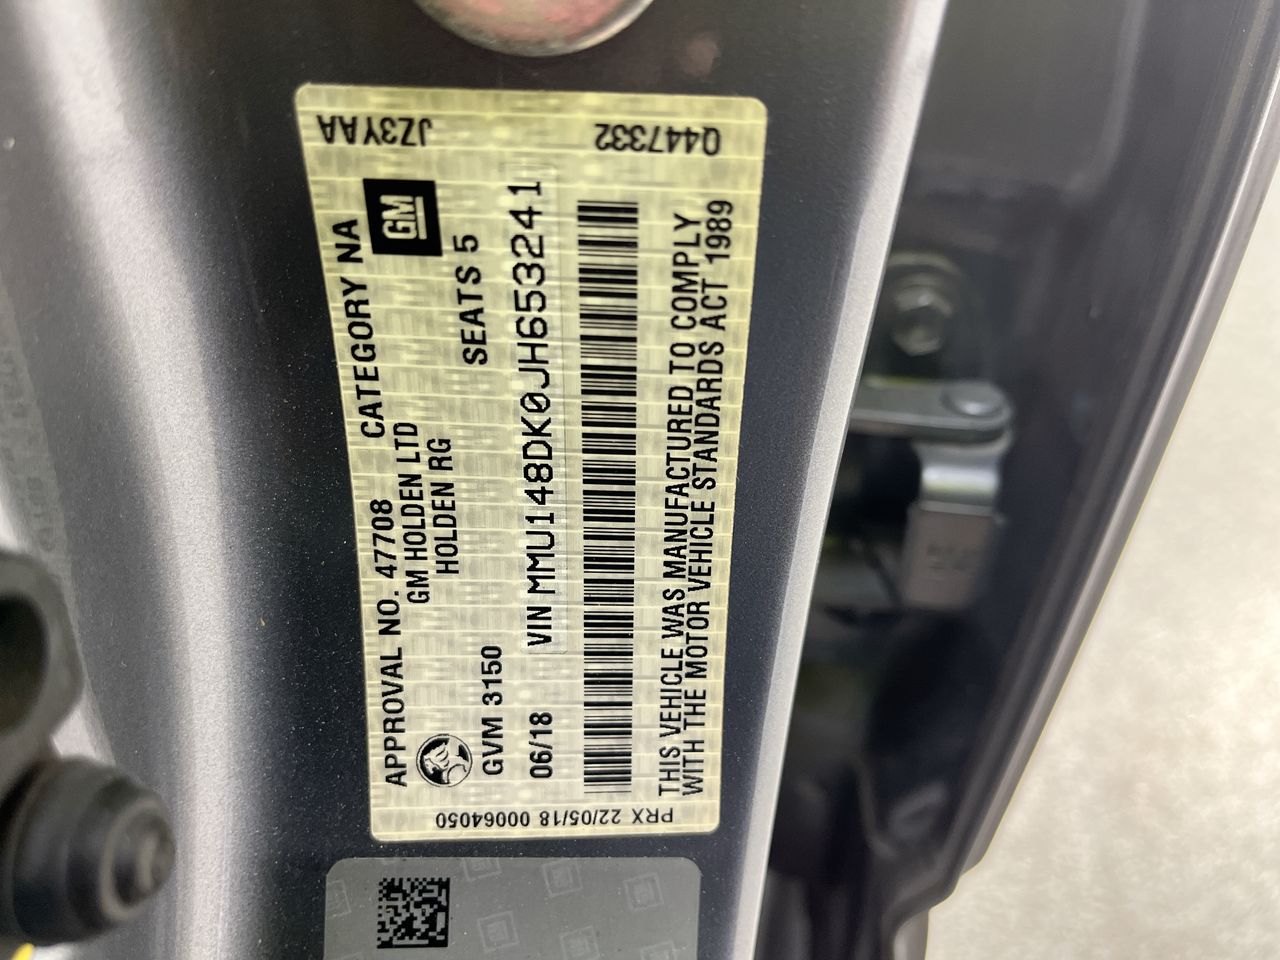 APPROVAL NO. 47708 CATEGORY NA
GM HOLDEN LTD
HOLDEN RG
GM
GVM 3150 SEATS 5
06/18 VIN MMU148DK0JH653241
THIS VEHICLE WAS MANUFACTURED TO COMPLY
WITH THE MOTOR VEHICLE STANDARDS ACT 1989
JZ3YAA Q447332
PRX 22/05/18 00064050